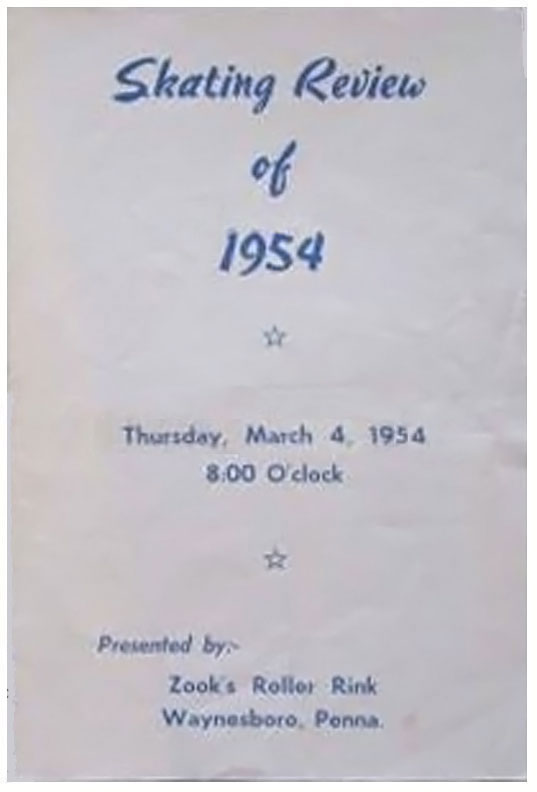 Skating Review
of
1954
Thursday, March 4, 1954
8:00 O'clock
Presented by:-
Zook's Roller Rink
Waynesboro, Penna.